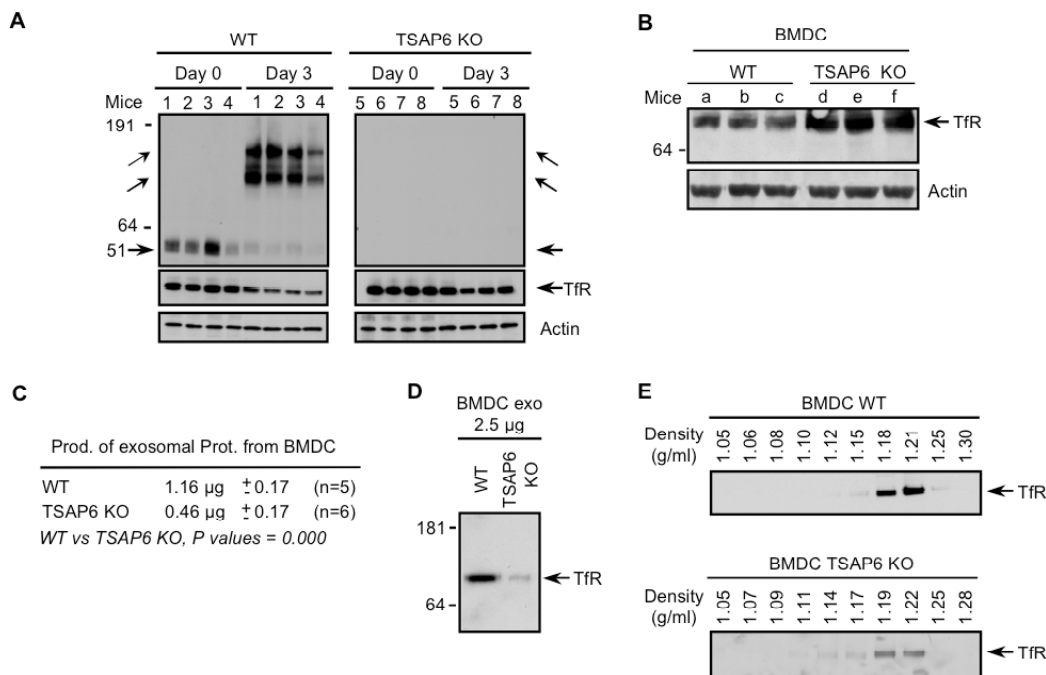 A
WT
TSAP6 KO
Day 0
Day 3
Day 0
Day 3
Mice
1 2 3 4
1 2 3 4
5 6 7 8
5 6 7 8
191 -
64 -
51
TfR
Actin
B
BMDC
WT
TSAP6 KO
Mice
a b c d e f
TfR
64 -
Actin
C
Prod. of exosomal Prot. from BMDC
WT 1.16 µg ± 0.17 (n=5)
TSAP6 KO 0.46 µg ± 0.17 (n=6)
WT vs TSAP6 KO, P values = 0.000
D
BMDC exo
2.5 µg
WT
TSAP6
KO
181 -
TfR
64 -
E
BMDC WT
Density
(g/ml)
1.05 1.06 1.08 1.10 1.12 1.15 1.18 1.21 1.25 1.30
TfR
BMDC TSAP6 KO
Density
(g/ml)
1.05 1.07 1.09 1.11 1.14 1.17 1.19 1.22 1.25 1.28
TfR